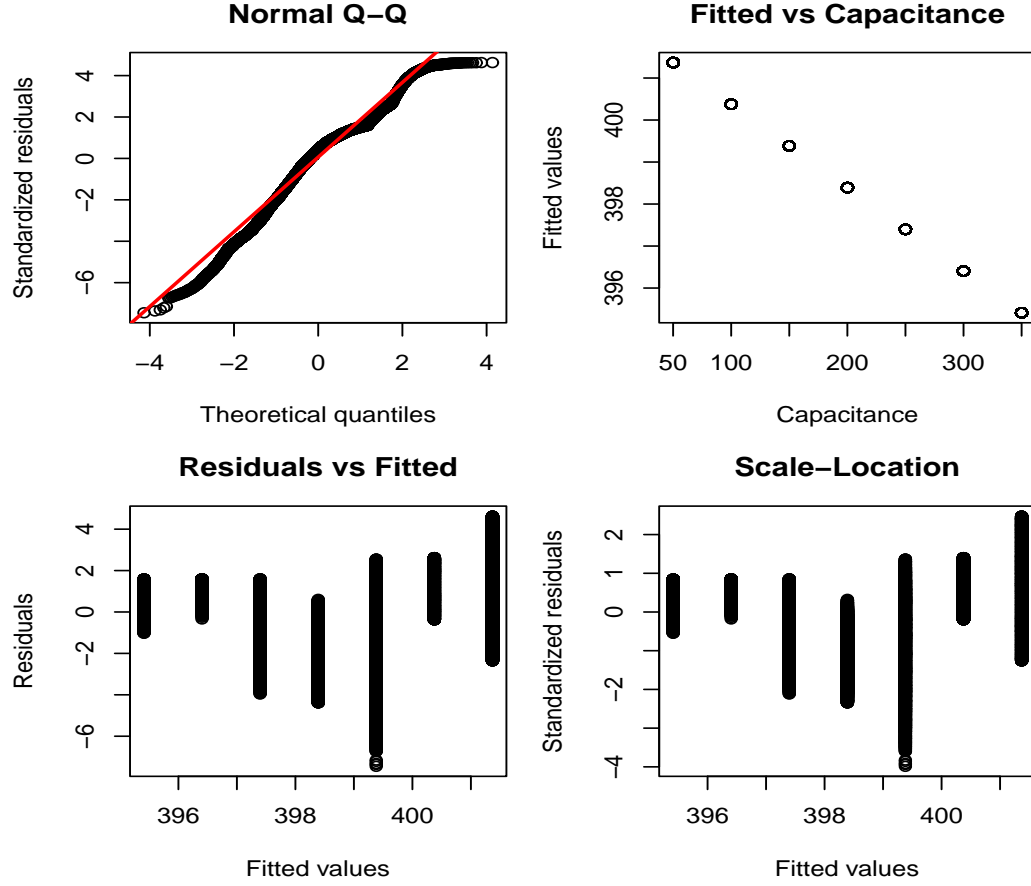 Normal Q−Q
Standardized residuals
4
2
0
−2
−6
−4
−2
0
2
4
Theoretical quantiles
Fitted vs Capacitance
Fitted values
400
398
396
50
100
200
300
Capacitance
Residuals vs Fitted
Residuals
4
2
0
−2
−6
396
398
400
Fitted values
Scale−Location
Standardized residuals
2
1
0
−2
−4
396
398
400
Fitted values